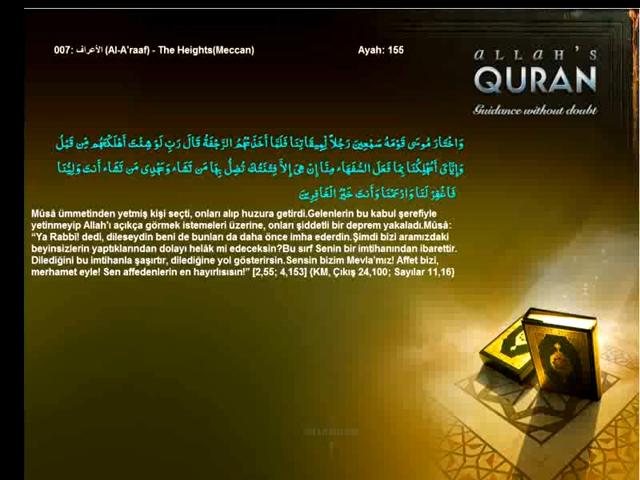 007: الأعراف (Al-A'raaf) - The Heights(Meccan)
Ayah: 155
ALLAH'S
QURAN
Guidance without doubt
وَاخْتَارَ مُوسَى قَوْمَهُ سَبْعِينَ رَجُلاً لِّمِيقَاتِنَا فَلَمَّا أَخَذَتْهُمُ الرَّجْفَةُ قَالَ رَبِّ لَوْ شِئْتَ أَهْلَكْتَهُم مِّن قَبْلُ
وَإِيَّايَ أَتُهْلِكُنَا بِمَا فَعَلَ السُّفَهَاء مِنَّا إِنْ هِيَ إِلاَّ فِتْنَتُكَ تُضِلُّ بِهَا مَن تَشَاء وَتَهْدِي مَن تَشَاء أَنتَ وَلِيُّنَا
فَاغْفِرْ لَنَا وَارْحَمْنَا وَأَنتَ خَيْرُ الْغَافِرِينَ
Mûsâ ümmetinden yetmiş kişi seçti, onları alıp huzura getirdi.Gelenlerin bu kabul şerefiyle
yetinmeyip Allah'ı açıkça görmek istemeleri üzerine, onları şiddetli bir deprem yakaladı.Mûsâ:
“Ya Rabbî! dedi, dileseydin beni de bunları da daha önce imha ederdin.Şimdi bizi aramızdaki
beyinsizlerin yaptıklarından dolayı helâk mi edeceksin?Bu sırf Senin bir imtihanından ibarettir.
Dilediğini bu imtihanla şaşırtır, dilediğine yol gösterirsin.Sensin bizim Mevla'mız! Affet bizi,
merhamet eyle! Sen affedenlerin en hayırlısısın!” [2,55; 4,153] {KM, Çıkış 24,100; Sayılar 11,16}